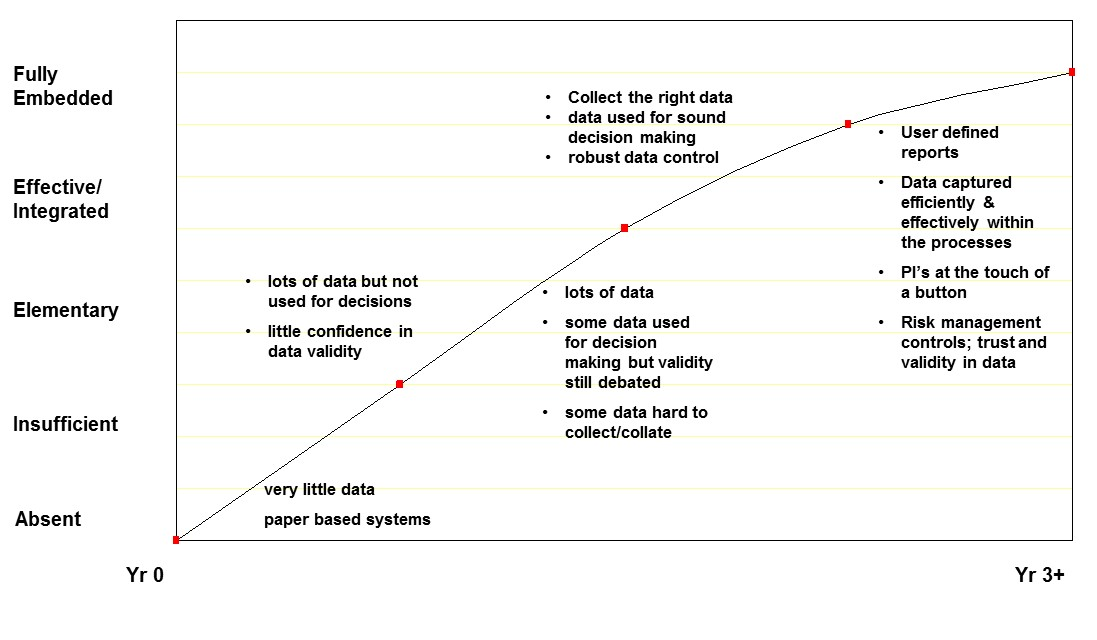 Fully
Embedded
Effective/
Integrated
Elementary
Insufficient
Absent
• Collect the right data
• data used for sound
decision making
• robust data control
• User defined
reports
• Data captured
efficiently &
effectively within
the processes
• PI's at the touch of
a button
• Risk management
controls; trust and
validity in data
• lots of data but not
used for decisions
• little confidence in
data validity
• lots of data
• some data used
for decision
making but validity
still debated
• some data hard to
collect/collate
very little data
paper based systems
Yr 0
Yr 3+